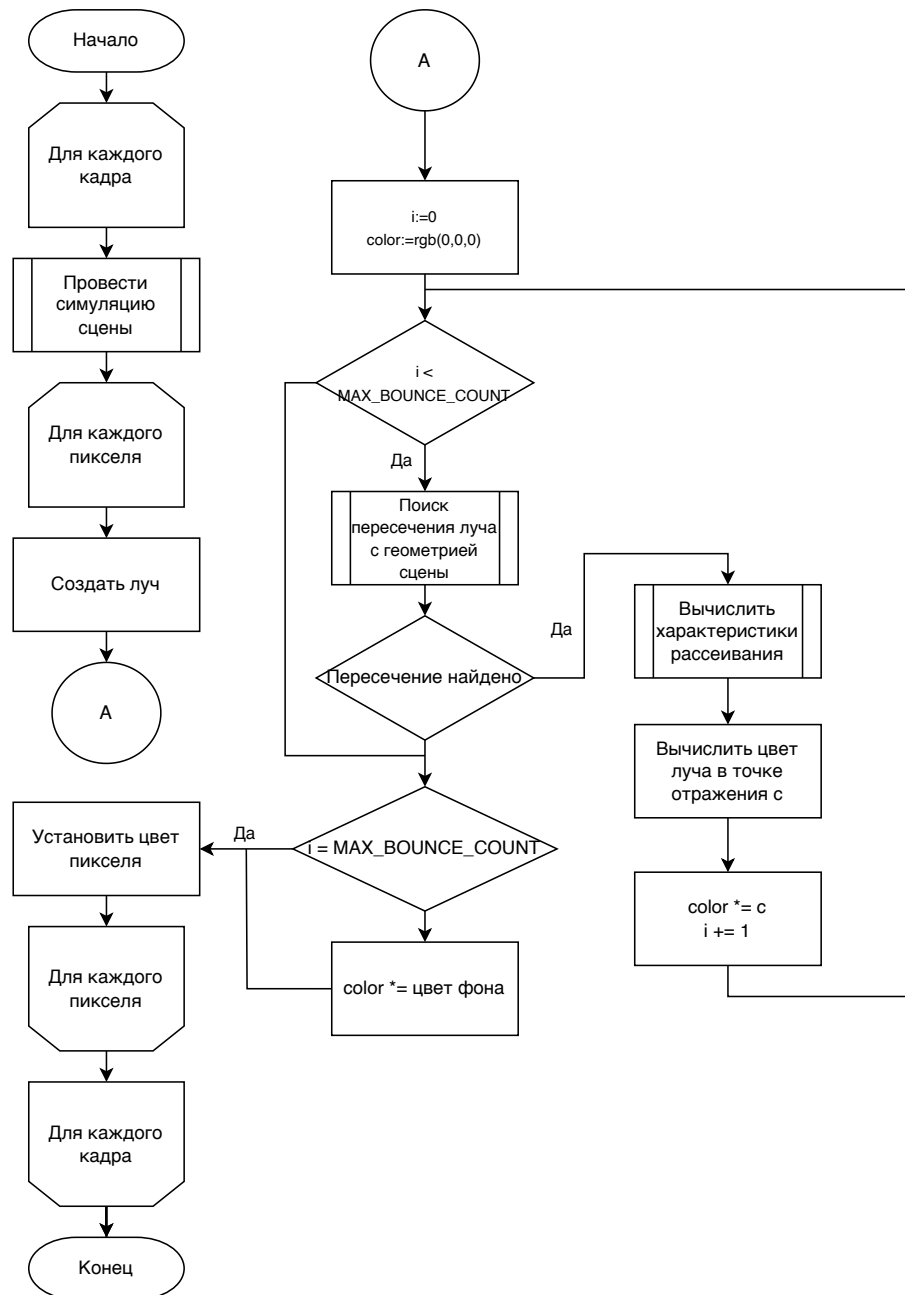 Начало
Для каждого
кадра
Провести
симуляцию
сцены
Для каждого
пикселя
Создать луч
A
A
i:=0
color:=rgb(0,0,0)
i <
MAX_BOUNCE_COUNT
Да
Поиск
пересечения луча
с геометрией
сцены
Пересечение найдено
Да
Вычислить
характеристики
рассеивания
Вычислить цвет
луча в точке
отражения c
color *= c
i += 1
i = MAX_BOUNCE_COUNT
Да
color *= цвет фона
Установить цвет
пикселя
Для каждого
пикселя
Для каждого
кадра
Конец